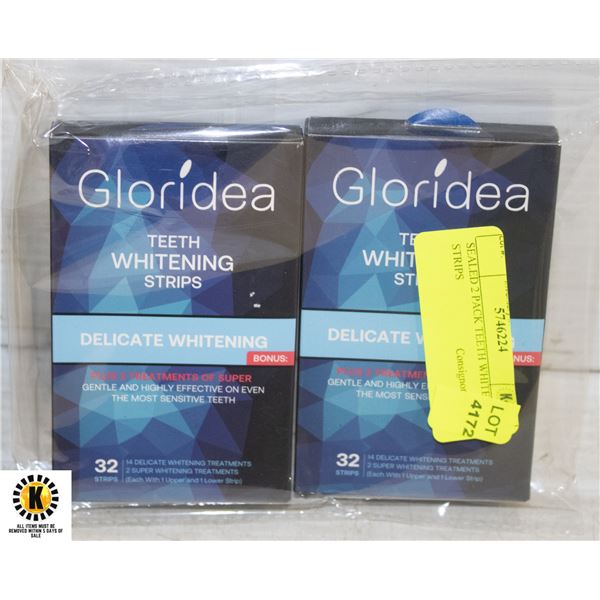 Gloridea
TEETH
WHITENING
STRIPS
DELICATE WHITENING
BONUS:
PLUS 2 TREATMENTS OF SUPER
GENTLE AND HIGHLY EFFECTIVE ON EVEN
THE MOST SENSITIVE TEETH
32
STRIPS
14 DELICATE WHITENING TREATMENTS
2 SUPER WHITENING TREATMENTS
(Each With 1 Upper and 1 Lower Strip)
Gloridea
DELICATE
BONUS:
GENTLE AND HIGHLY
THE MOST
32
STRIPS
14 DELICATE WHITENING TREATMENTS
2 SUPER WHITENING TREATMENTS
(Each With 1 Upper and 1 Lower Strip)
5746224
SEALED 2 PACK TEETH WHITE
STRIPS
Consignor
LOT
4172
K
ALL ITEMS MUST BE
REMOVED WITHIN 5 DAYS OF
SALE